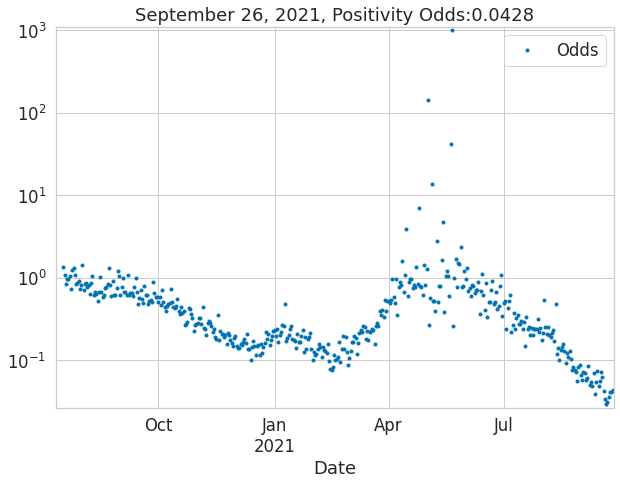 September 26, 2021, Positivity Odds:0.0428
Odds
10³
10²
10¹
10⁰
10⁻¹
Oct
Jan
2021
Apr
Jul
Date